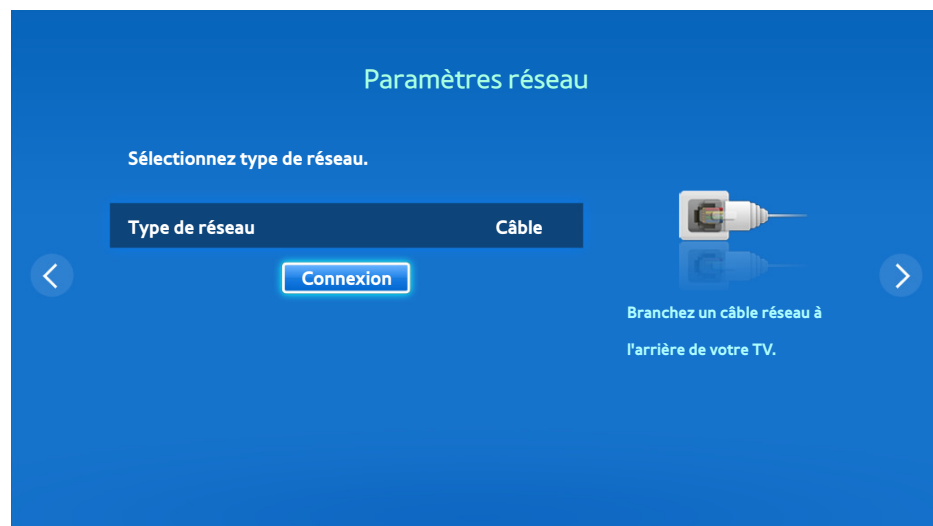 Paramètres réseau
Sélectionnez type de réseau.
Type de réseau Câble
Connexion
Branchez un câble réseau à
l'arrière de votre TV.